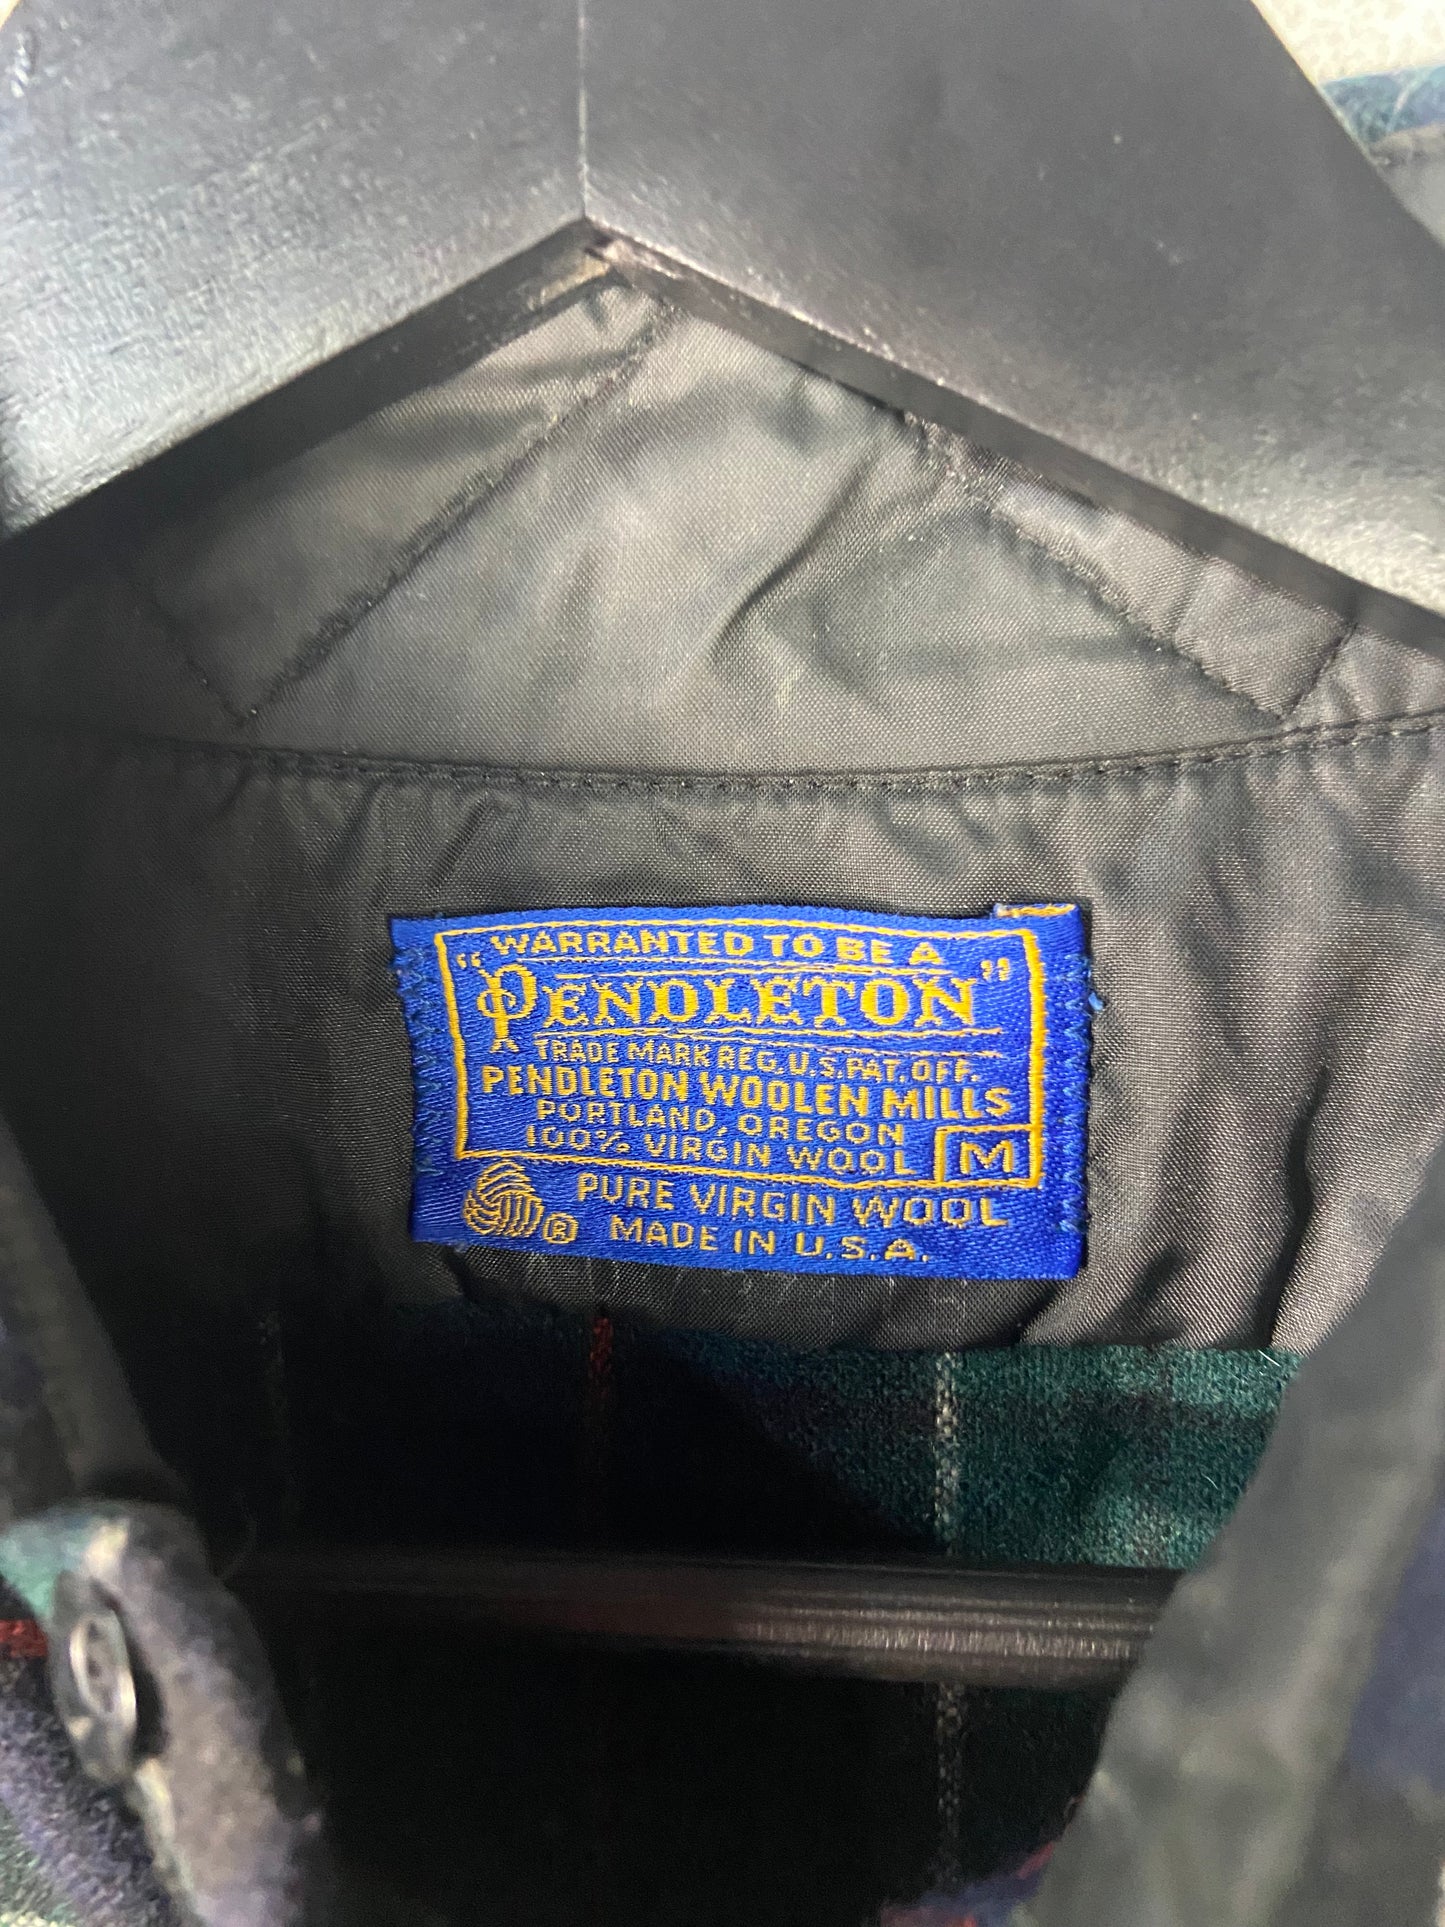 "WARRANTED TO BE A
PENDLETON"
TRADE MARK REG. U.S. PAT. OFF.
PENDLETON WOOLEN MILLS
PORTLAND, OREGON
100% VIRGIN WOOL M
PURE VIRGIN WOOL
® MADE IN U.S.A.